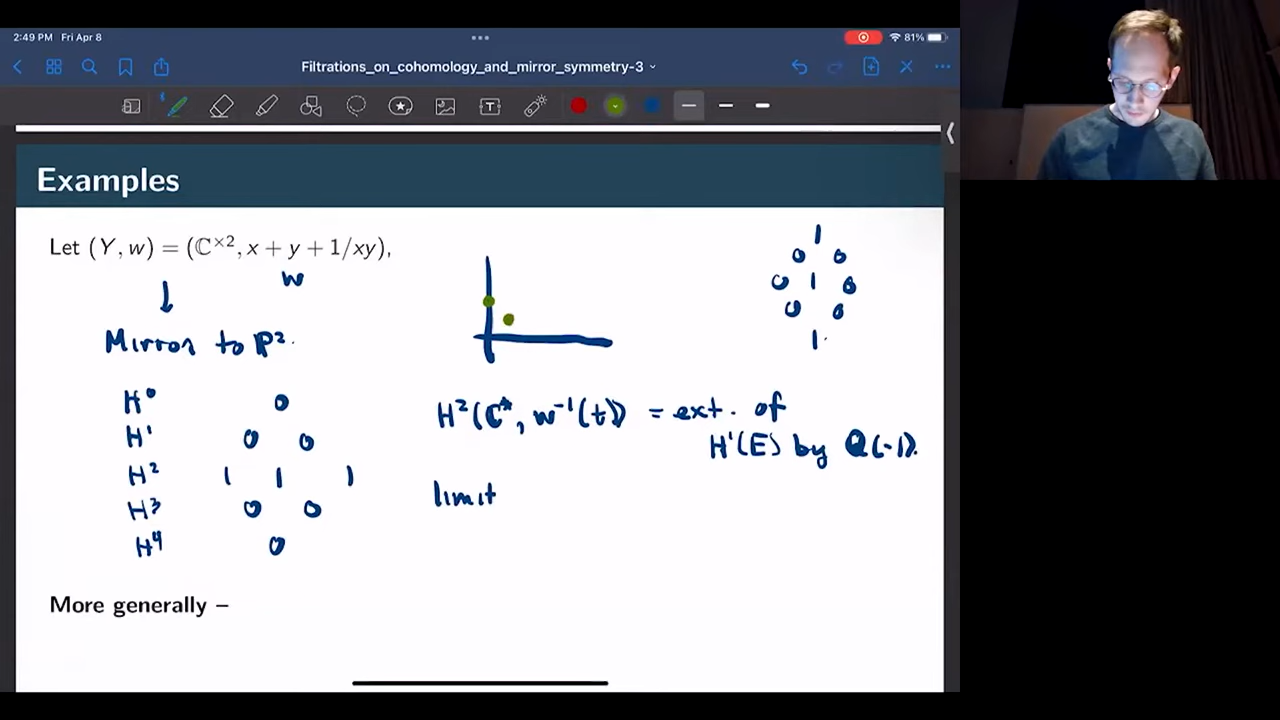 2:49 PM Fri Apr 8
81%
Filtrations_on_cohomology_and_mirror_symmetry-3
Examples
Let (Y, w) = (ℂ^{×2}, x + y + 1/xy),
w
Mirror to P².
1
0 0
0 1 0
0 0
1
H⁰ 0
H¹ 0 0
H² 1 1 1
H³ 0 0
H⁴ 0
H²(ℂ*, w⁻¹(t)) = ext. of
H¹(E) by Q(-1).
limit
More generally –